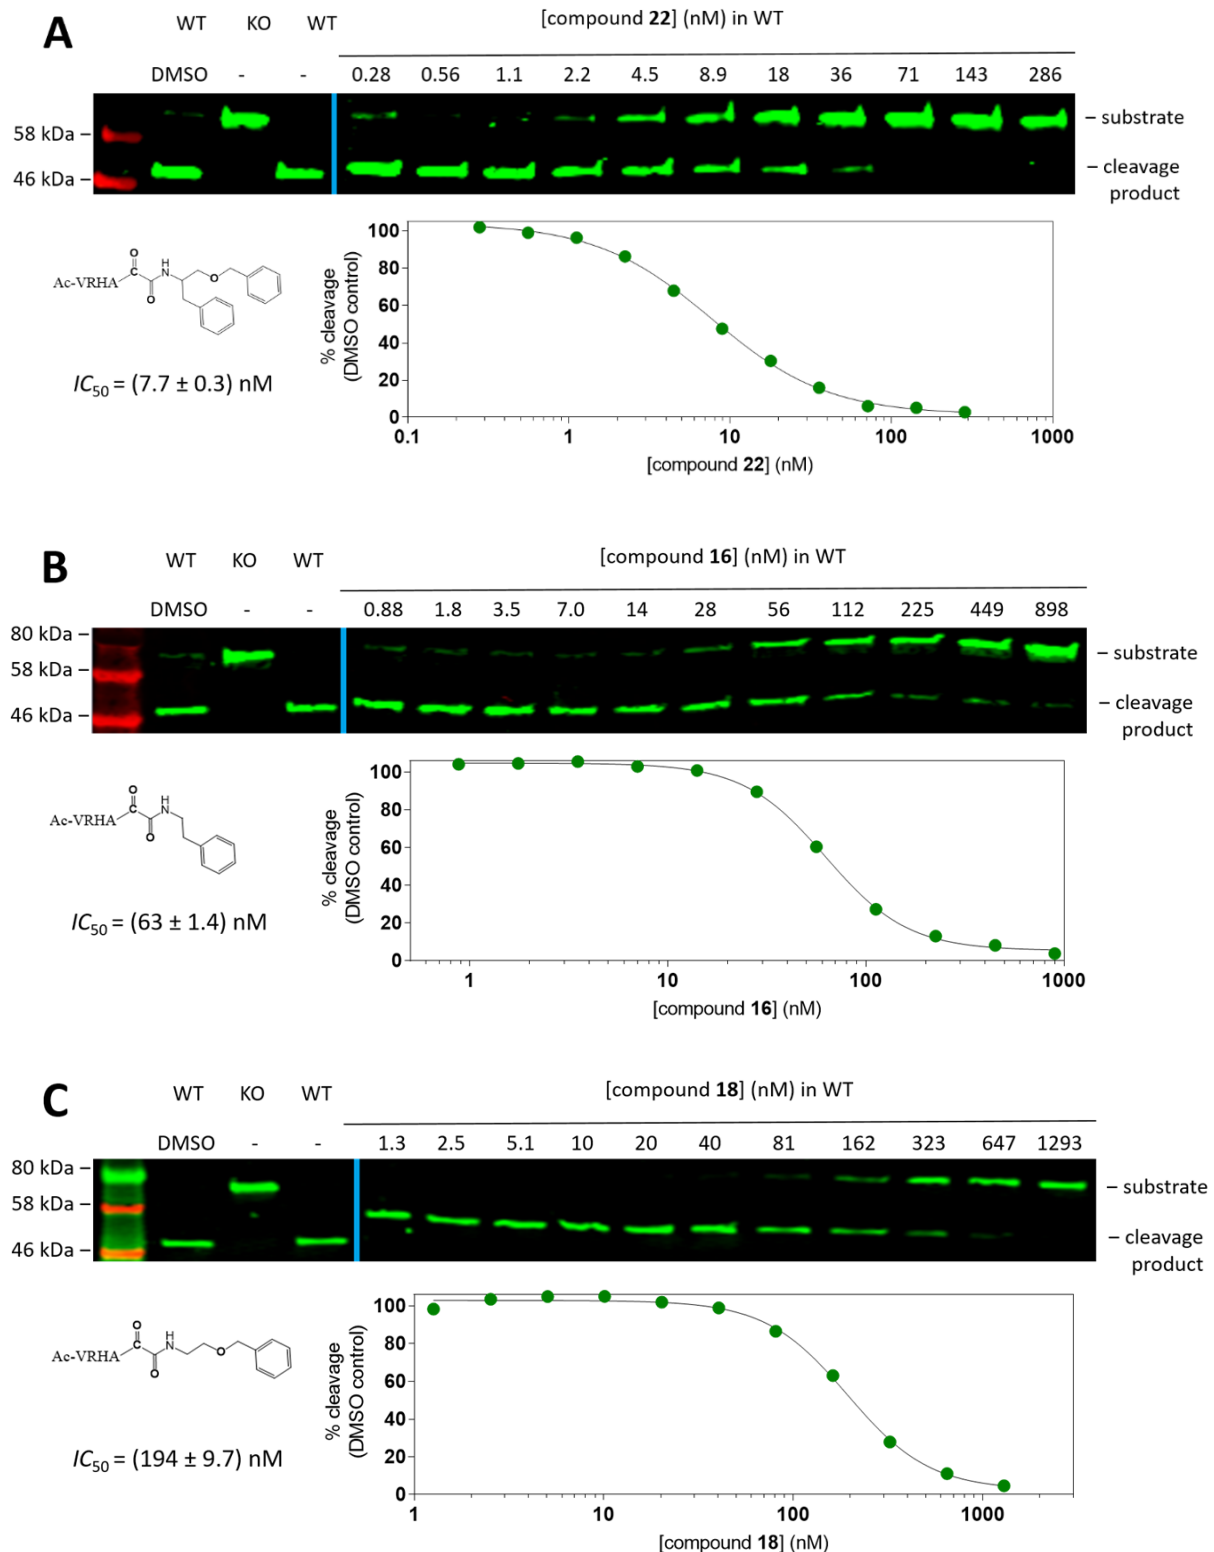 A
WT KO WT [compound 22] (nM) in WT
DMSO - - 0.28 0.56 1.1 2.2 4.5 8.9 18 36 71 143 286
58 kDa –
– substrate
46 kDa –
– cleavage
product
O
C
H
N
Ac-VRHA
O
O
IC50 = (7.7 ± 0.3) nM
% cleavage
(DMSO control)
100
80
60
40
20
0
0.1 1 10 100 1000
[compound 22] (nM)
B
WT KO WT [compound 16] (nM) in WT
DMSO - - 0.88 1.8 3.5 7.0 14 28 56 112 225 449 898
80 kDa –
58 kDa –
– substrate
46 kDa –
– cleavage
product
O
C
H
N
Ac-VRHA
O
IC50 = (63 ± 1.4) nM
% cleavage
(DMSO control)
100
80
60
40
20
0
1 10 100 1000
[compound 16] (nM)
C
WT KO WT [compound 18] (nM) in WT
DMSO - - 1.3 2.5 5.1 10 20 40 81 162 323 647 1293
80 kDa –
58 kDa –
– substrate
46 kDa –
– cleavage
product
O
C
H
N
Ac-VRHA
O
O
IC50 = (194 ± 9.7) nM
% cleavage
(DMSO control)
100
80
60
40
20
0
1 10 100 1000
[compound 18] (nM)